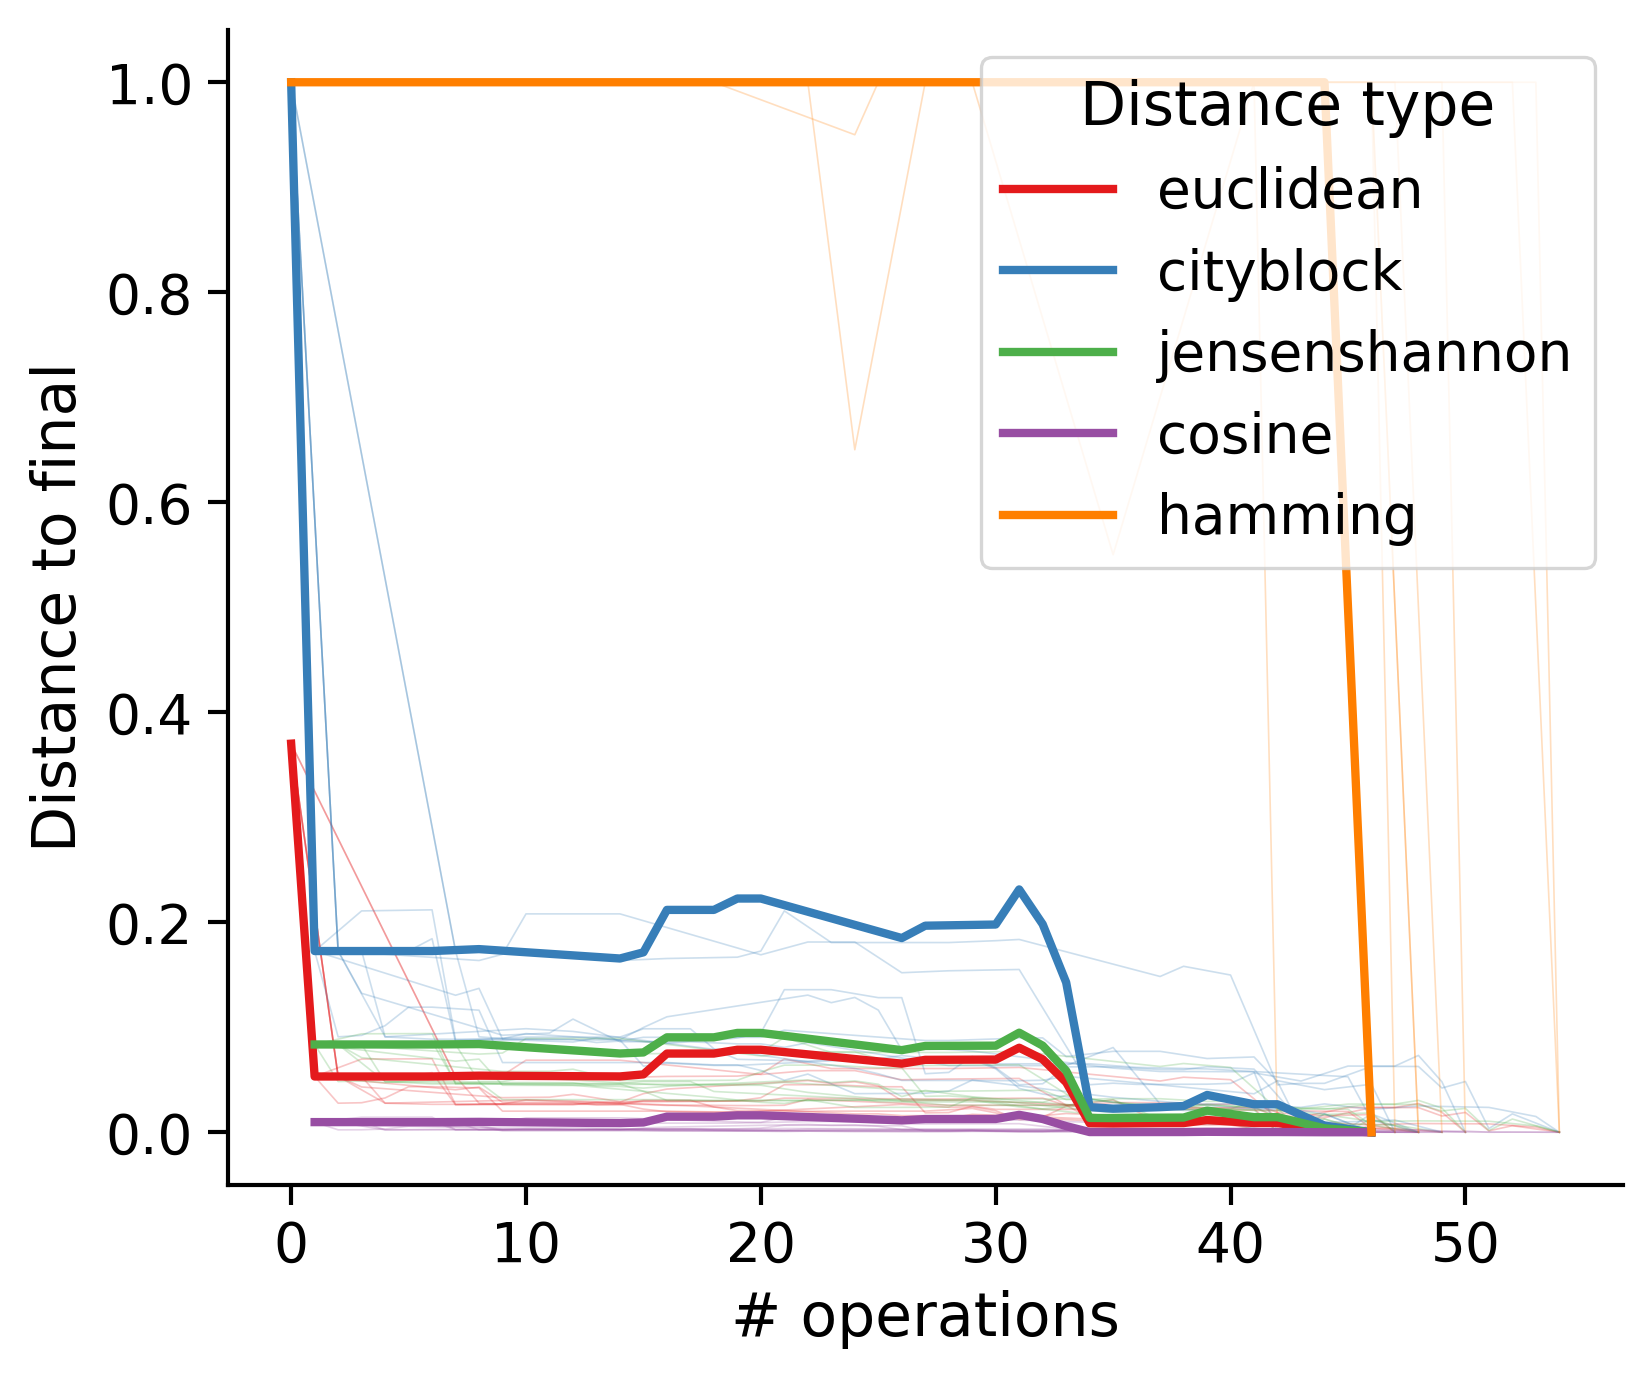 1.0
0.8
0.6
0.4
0.2
0.0
Distance to final
Distance type
euclidean
cityblock
jensenshannon
cosine
hamming
0 10 20 30 40 50
# operations